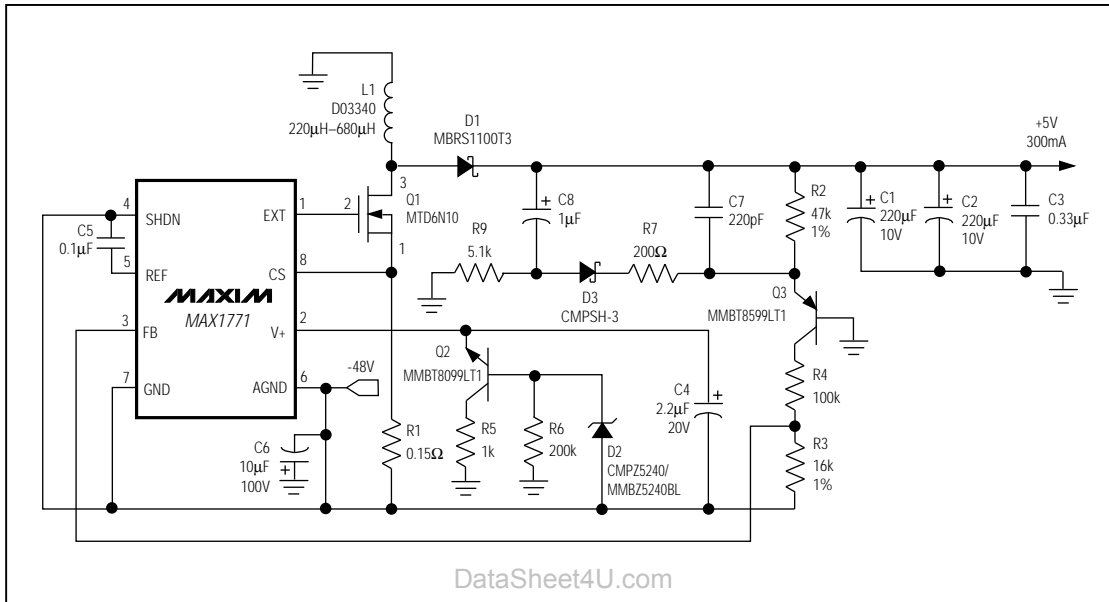 L1
D03340
220μH–680μH
D1
MBRS1100T3
+5V
300mA
3
Q1
MTD6N10
4
SHDN
EXT
1
2
C5
0.1μF
5
REF
1
8
CS
MAXIM
MAX1771
3
FB
2
V+
7
GND
AGND
6
-48V
C6
10μF
100V
+
R1
0.15Ω
R9
5.1k
+
C8
1μF
D3
CMPSH-3
R7
200Ω
C7
220pF
R2
47k
1%
+
C1
220μF
10V
+
C2
220μF
10V
C3
0.33μF
Q3
MMBT8599LT1
Q2
MMBT8099LT1
R5
1k
R6
200k
D2
CMPZ5240/
MMBZ5240BL
C4
2.2μF
20V
+
R4
100k
R3
16k
1%
DataSheet4U.com